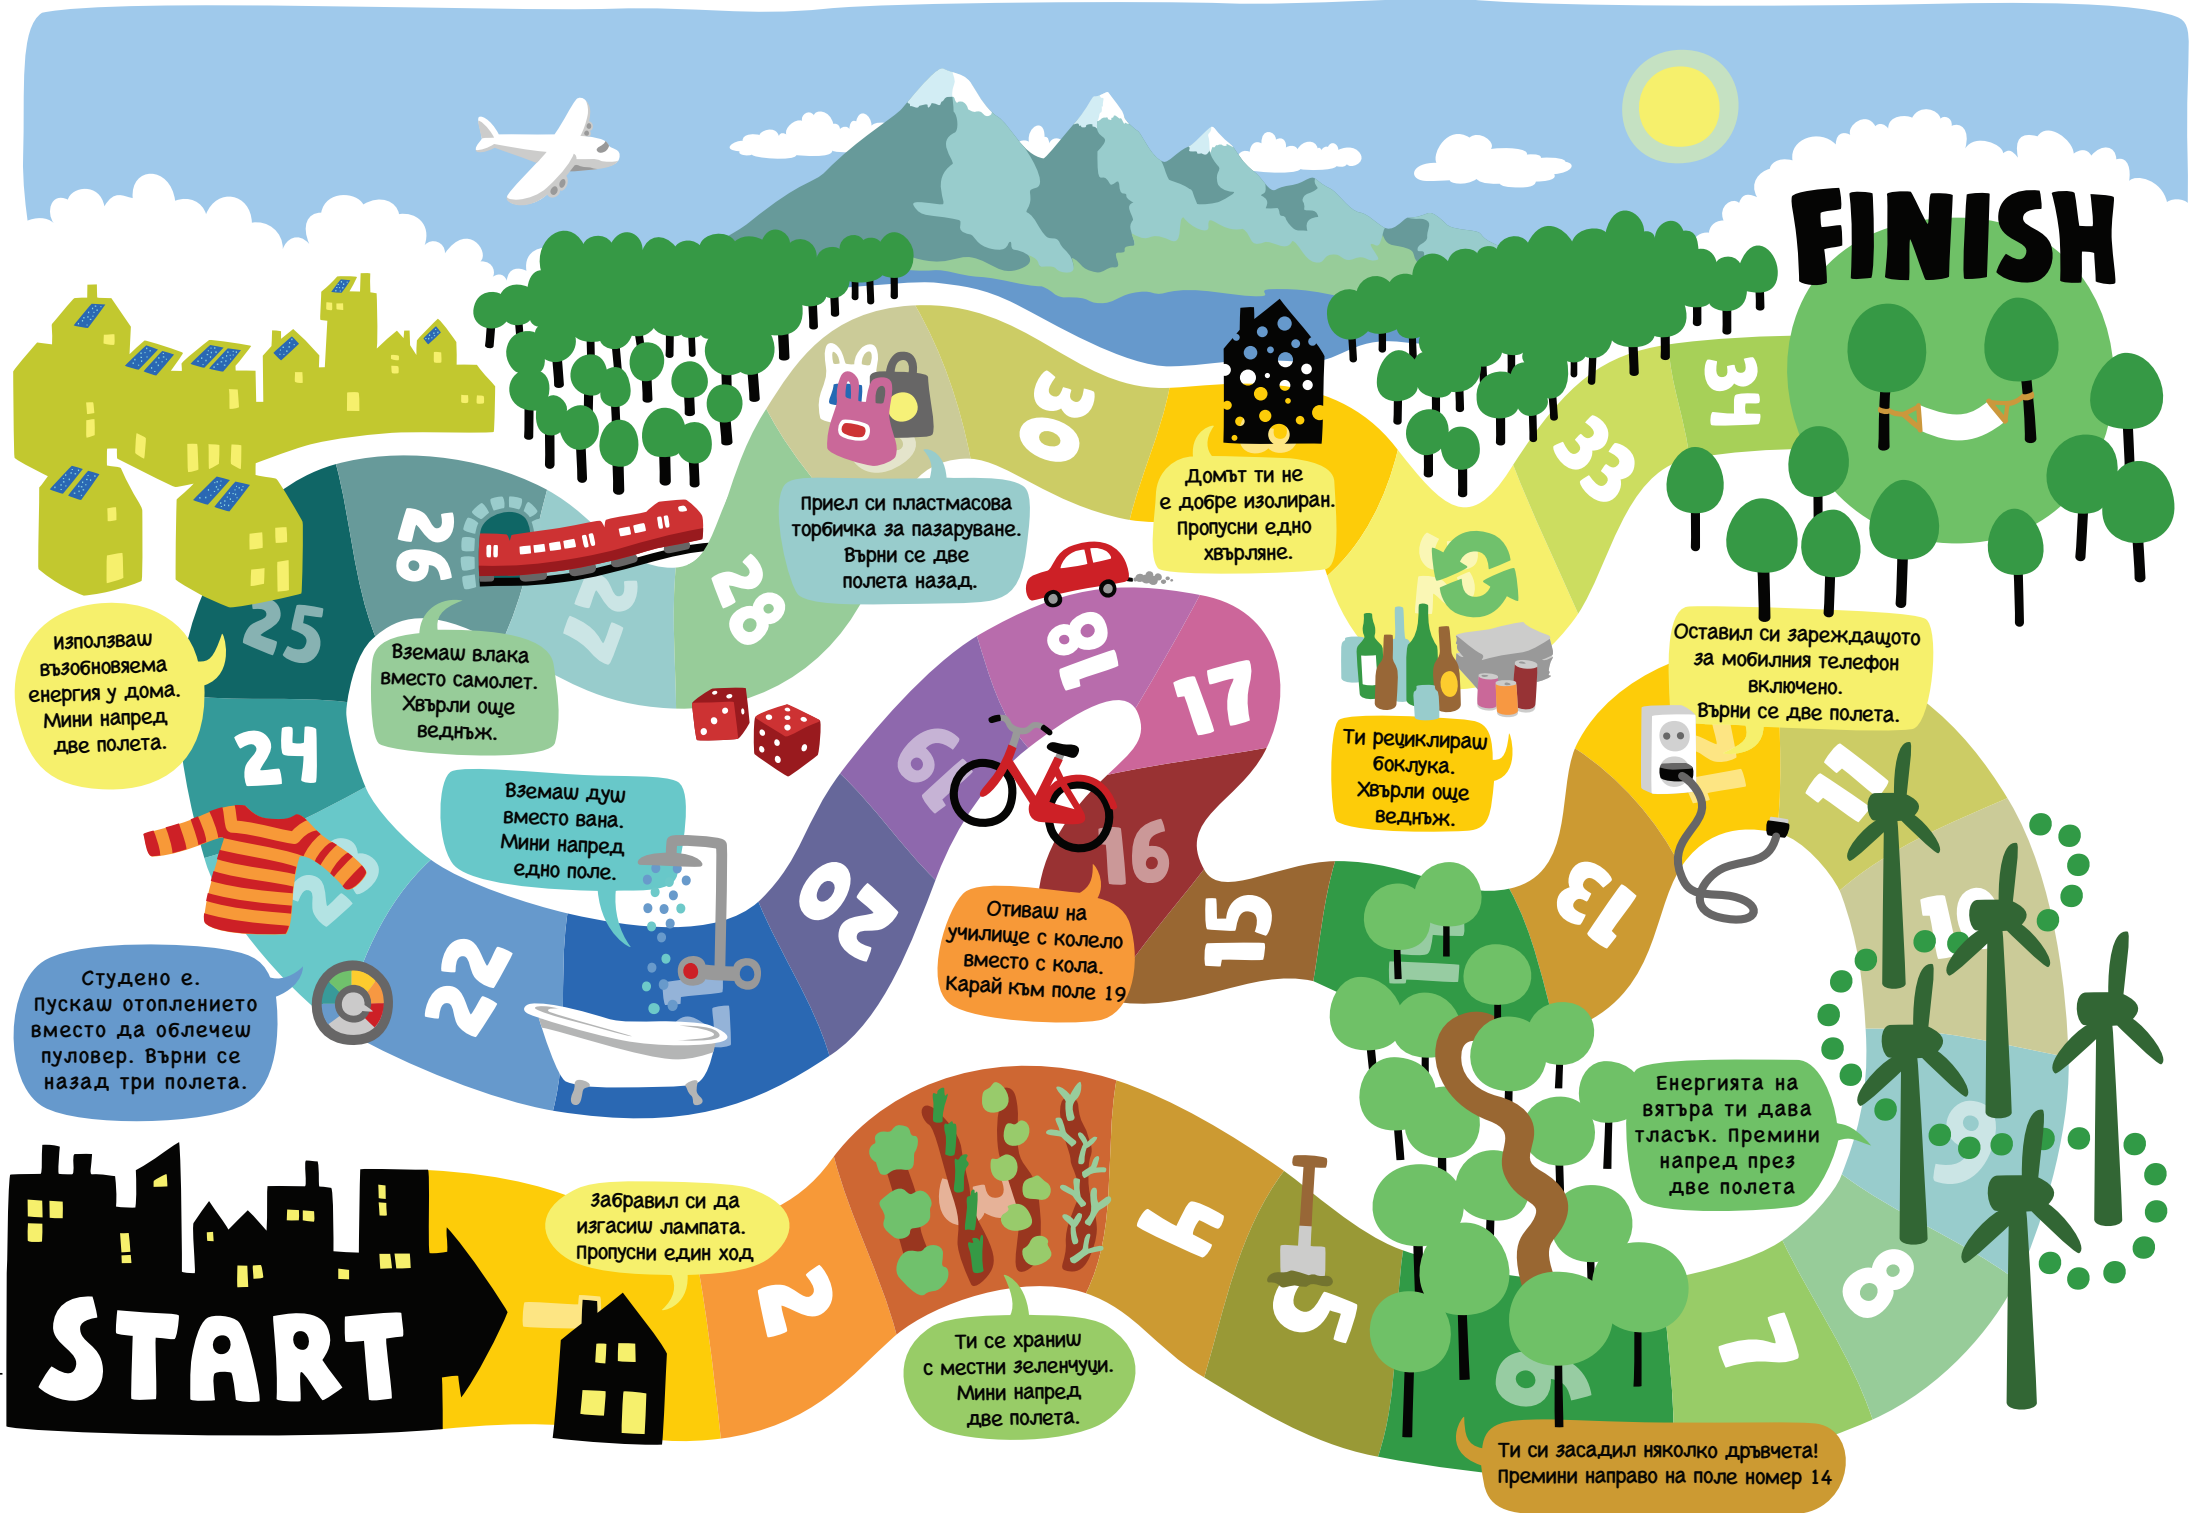 FINISH
34
33
30
Приел си пластмасова
торбичка за пазаруване.
Върни се две
полета назад.
Домът ти не
е добре изолиран.
Пропусни едно
хвърляне.
28
27
26
25
използваш
възобновяема
енергия у дома.
Мини напред
две полета.
Вземаш влака
вместо самолет.
Хвърли още
веднъж.
24
23
22
Вземаш душ
вместо вана.
Мини напред
едно поле.
Студено е.
Пускаш отоплението
вместо да облечеш
пуловер. Върни се
назад три полета.
20
19
18
17
16
15
Отиваш на
училище с колело
вместо с кола.
Карай към поле 19
Ти рециклираш
боклука.
Хвърли още
веднъж.
Оставил си зареждащото
за мобилния телефон
включено.
Върни се две полета.
13
12
11
10
9
8
7
Енергията на
вятъра ти дава
тласък. Премини
напред през
две полета
START
1
Забравил си да
изгасиш лампата.
Пропусни един ход
2
3
Ти се храниш
с местни зеленчуци.
Мини напред
две полета.
4
5
6
Ти си засадил няколко дръвчета!
Премини направо на поле номер 14